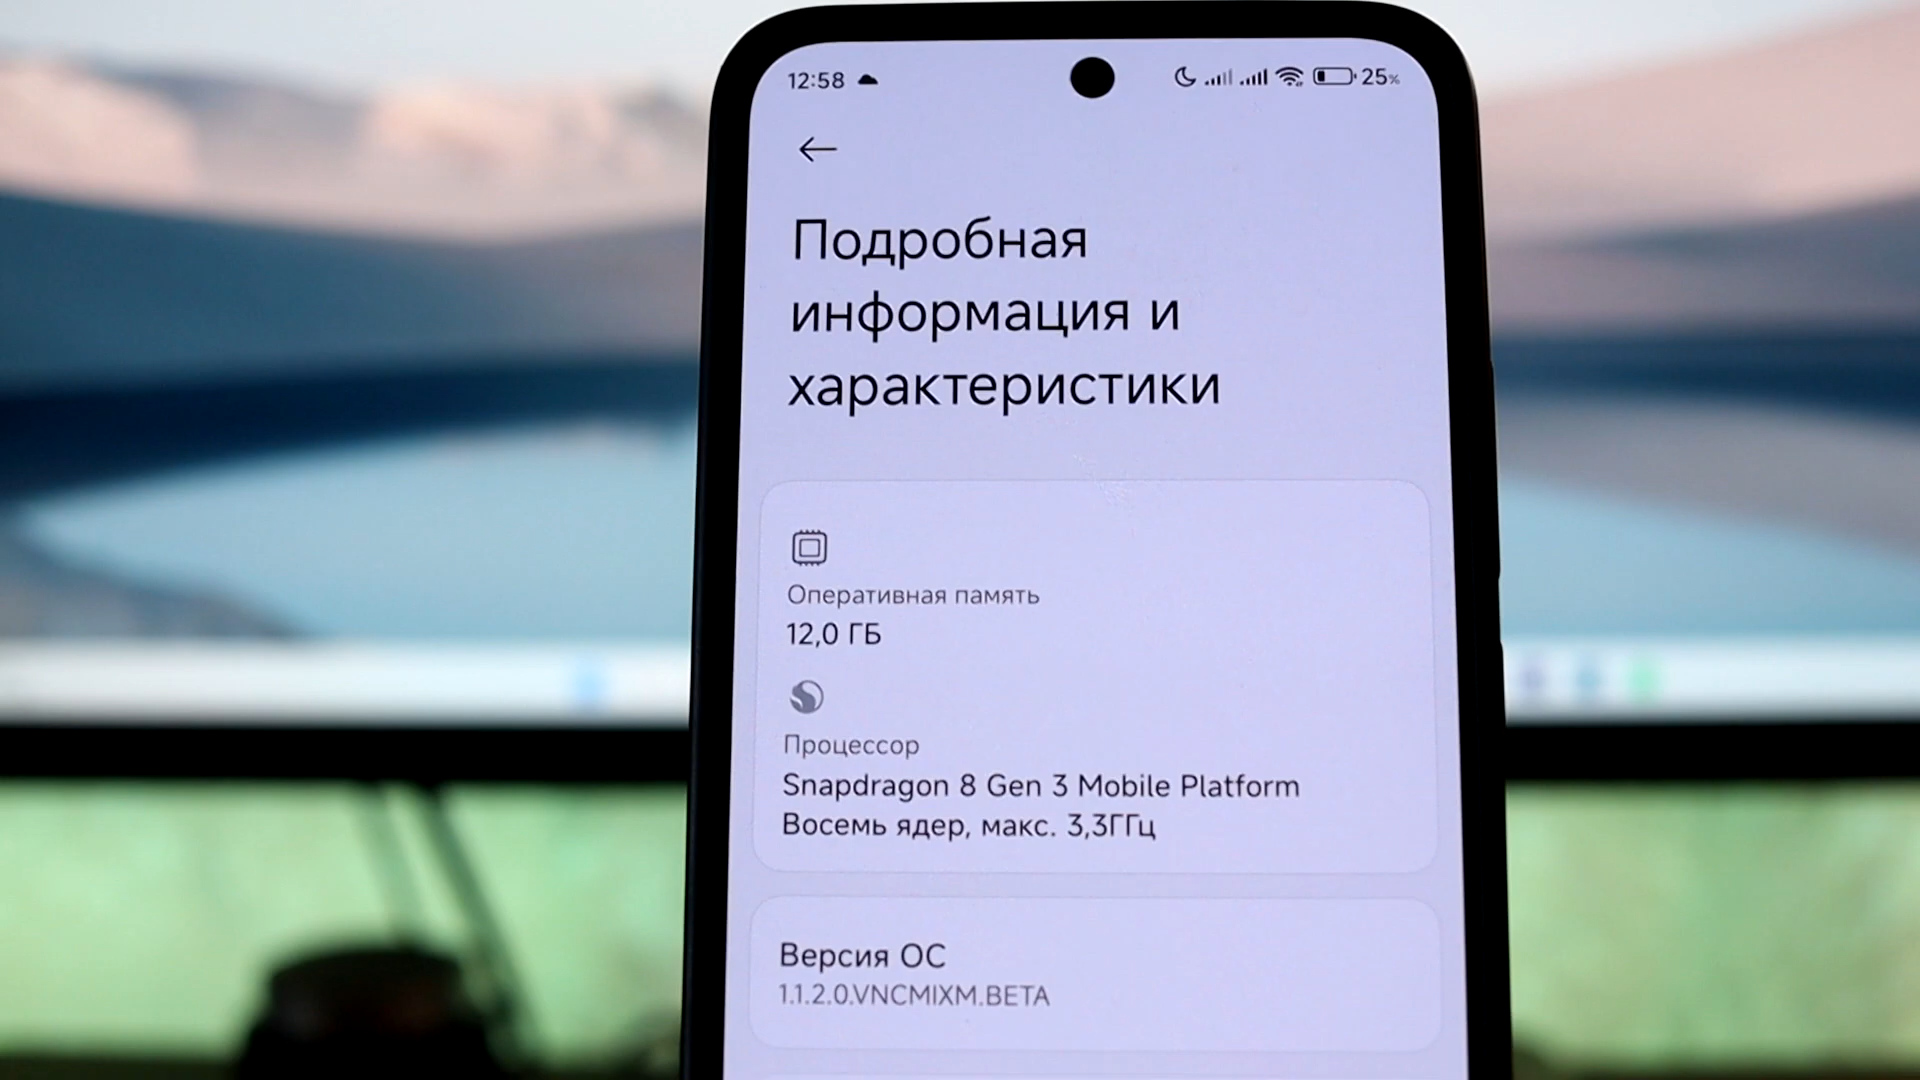 12:58 25%
Подробная
информация и
характеристики
Оперативная память
12,0 ГБ
Процессор
Snapdragon 8 Gen 3 Mobile Platform
Восемь ядер, макс. 3,3ГГц
Версия ОС
1.1.2.0.VNCMIXM.BETA